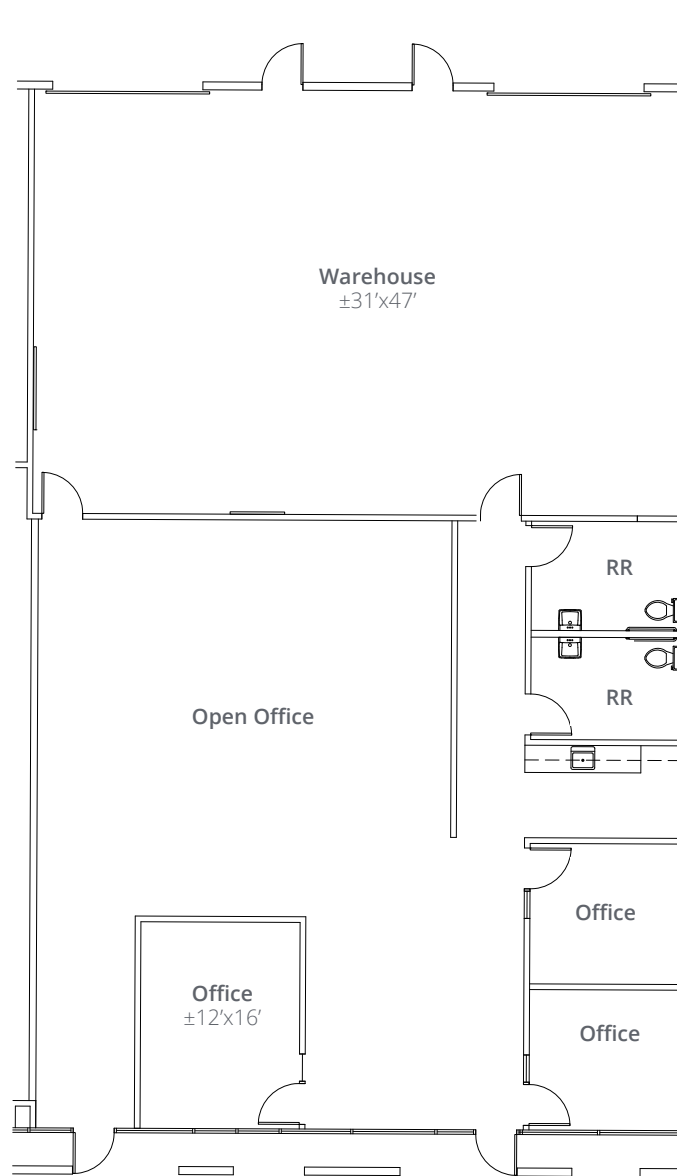 Warehouse
±31’x47’
RR
Open Office
RR
Office
Office
±12’x16’
Office